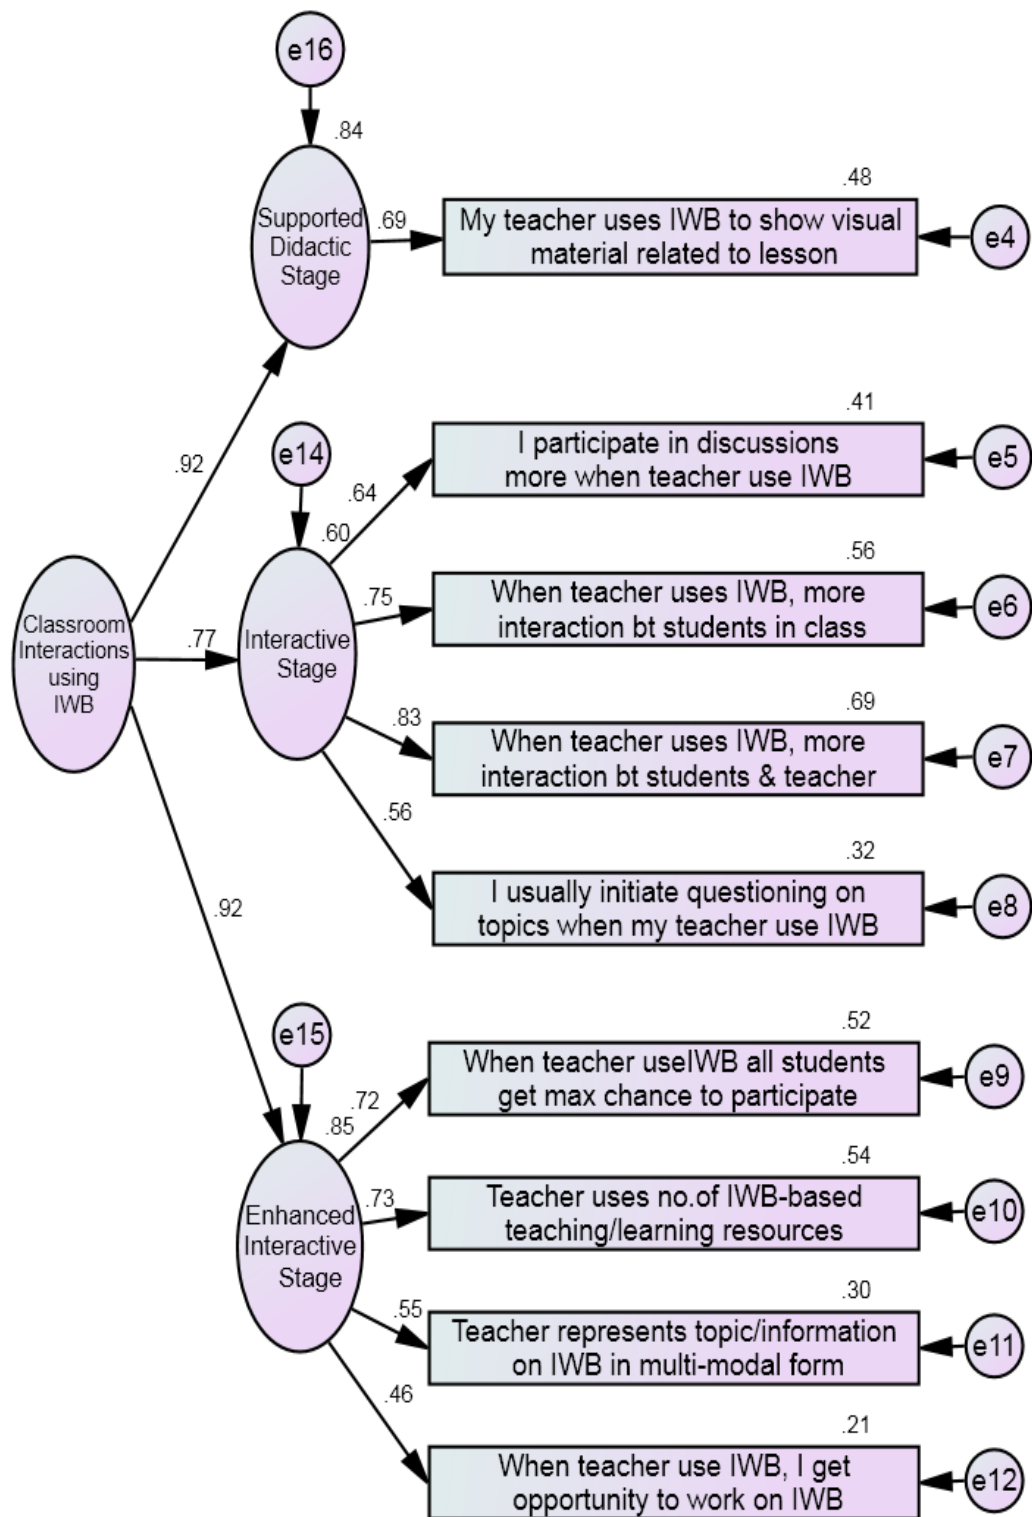 e16
.84
Supported
Didactic
Stage
.69
.48
My teacher uses IWB to show visual
material related to lesson
e4
.92
e14
.60
.64
.41
I participate in discussions
more when teacher use IWB
e5
Classroom
Interactions
using
IWB
.77
Interactive
Stage
.75
.56
When teacher uses IWB, more
interaction bt students in class
e6
.83
.69
When teacher uses IWB, more
interaction bt students & teacher
e7
.56
.32
I usually initiate questioning on
topics when my teacher use IWB
e8
.92
e15
.85
.72
.52
When teacher useIWB all students
get max chance to participate
e9
Enhanced
Interactive
Stage
.73
.54
Teacher uses no.of IWB-based
teaching/learning resources
e10
.55
.30
Teacher represents topic/information
on IWB in multi-modal form
e11
.46
.21
When teacher use IWB, I get
opportunity to work on IWB
e12